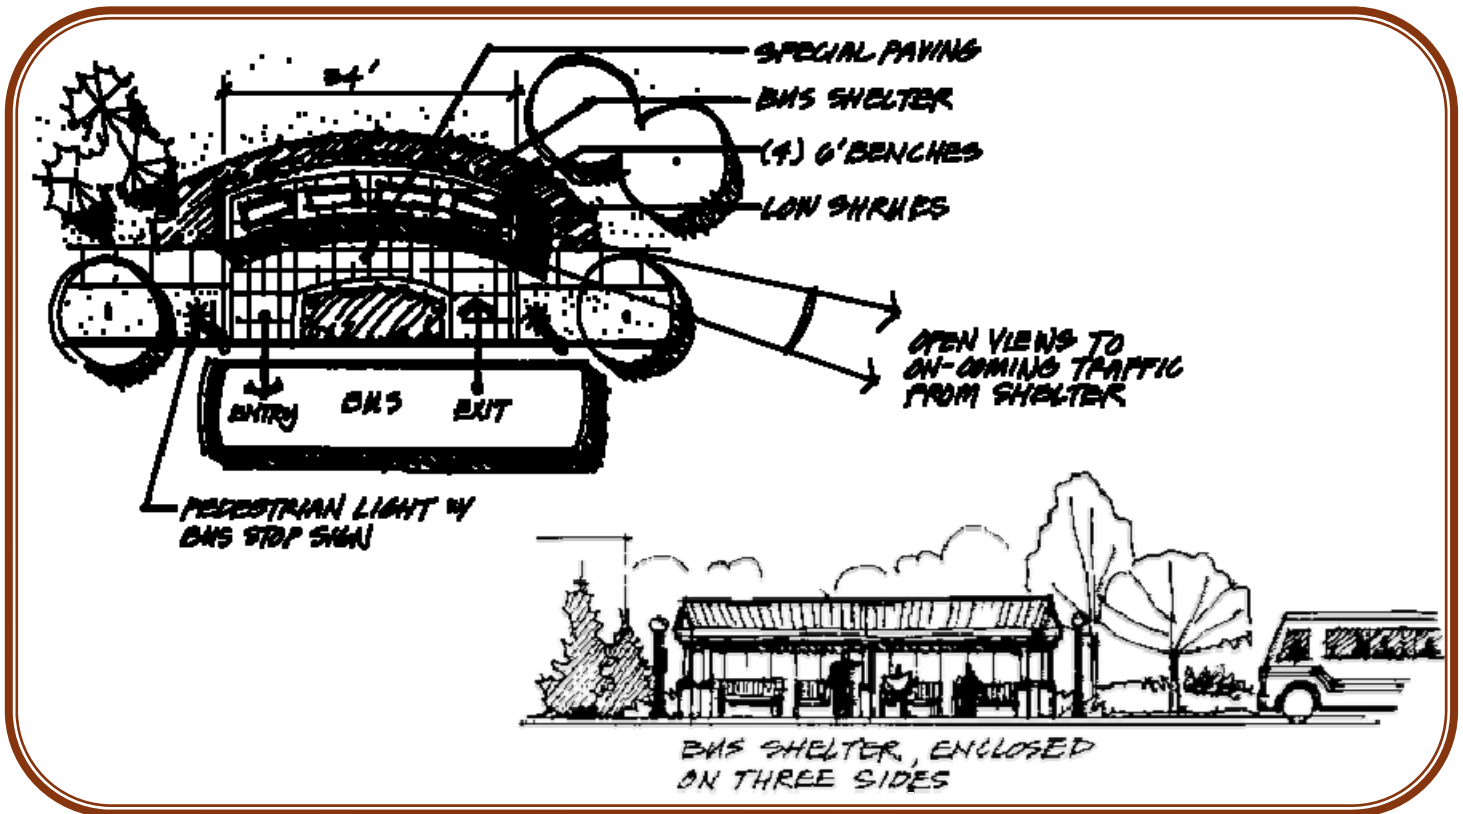 34'
SPECIAL PAVING
BUS SHELTER
(4) 6' BENCHES
LOW SHRUBS
OPEN VIEWS TO
ON-COMING TRAFFIC
FROM SHELTER
ENTRY
BUS
EXIT
PEDESTRIAN LIGHT W/
BUS STOP SIGN
BUS SHELTER, ENCLOSED
ON THREE SIDES